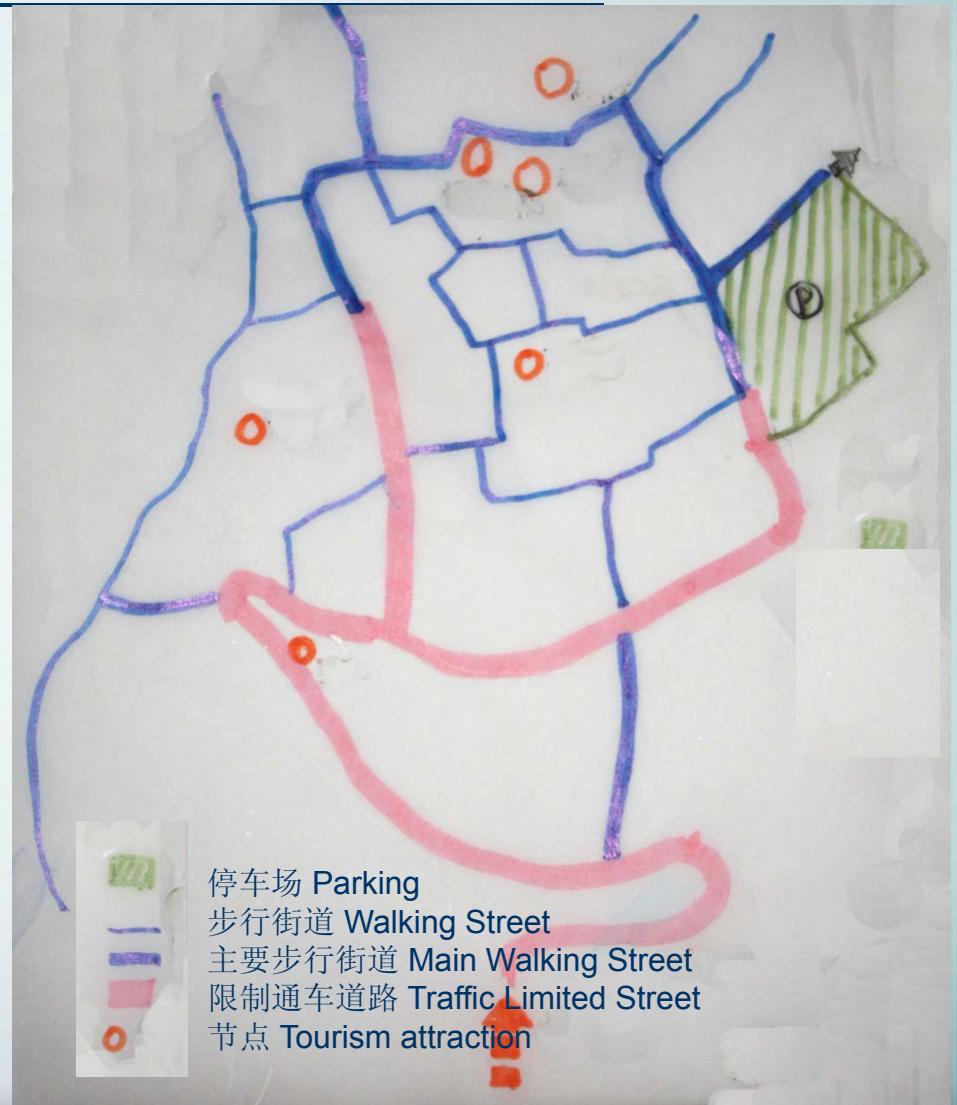 P
停车场 Parking
步行街道 Walking Street
主要步行街道 Main Walking Street
限制通车道路 Traffic Limited Street
节点 Tourism attraction